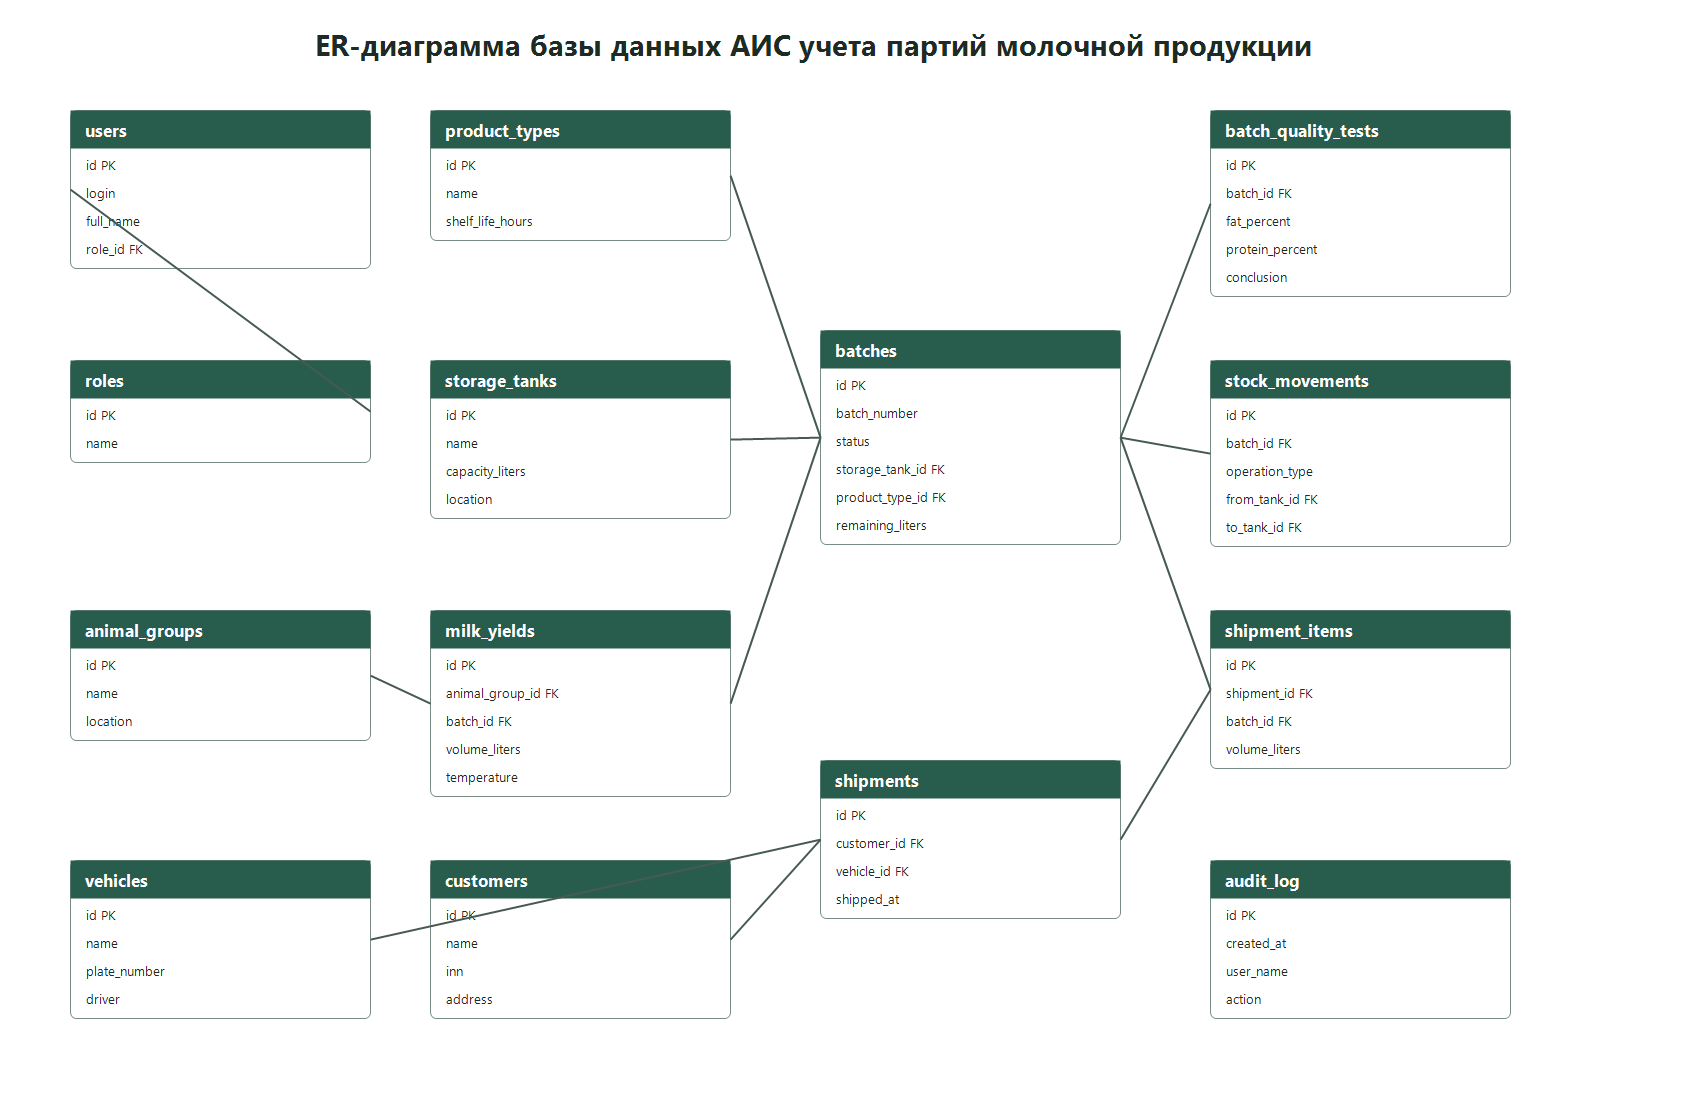 ER-диаграмма базы данных АИС учета партий молочной продукции
users
id PK
login
full_name
role_id FK
product_types
id PK
name
shelf_life_hours
batch_quality_tests
id PK
batch_id FK
fat_percent
protein_percent
conclusion
roles
id PK
name
storage_tanks
id PK
name
capacity_liters
location
batches
id PK
batch_number
status
storage_tank_id FK
product_type_id FK
remaining_liters
stock_movements
id PK
batch_id FK
operation_type
from_tank_id FK
to_tank_id FK
animal_groups
id PK
name
location
milk_yields
id PK
animal_group_id FK
batch_id FK
volume_liters
temperature
shipment_items
id PK
shipment_id FK
batch_id FK
volume_liters
shipments
id PK
customer_id FK
vehicle_id FK
shipped_at
vehicles
id PK
name
plate_number
driver
customers
id PK
name
inn
address
audit_log
id PK
created_at
user_name
action